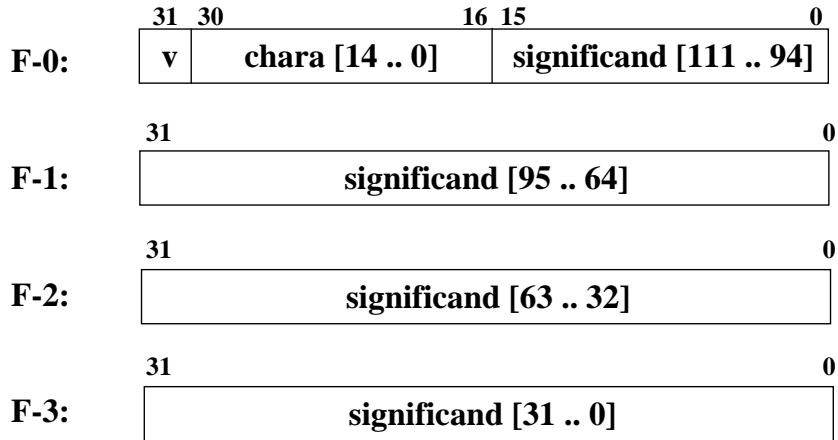 31 30 16 15 0
F-0: v chara [14 .. 0] significand [111 .. 94]
31 0
F-1: significand [95 .. 64]
31 0
F-2: significand [63 .. 32]
31 0
F-3: significand [31 .. 0]